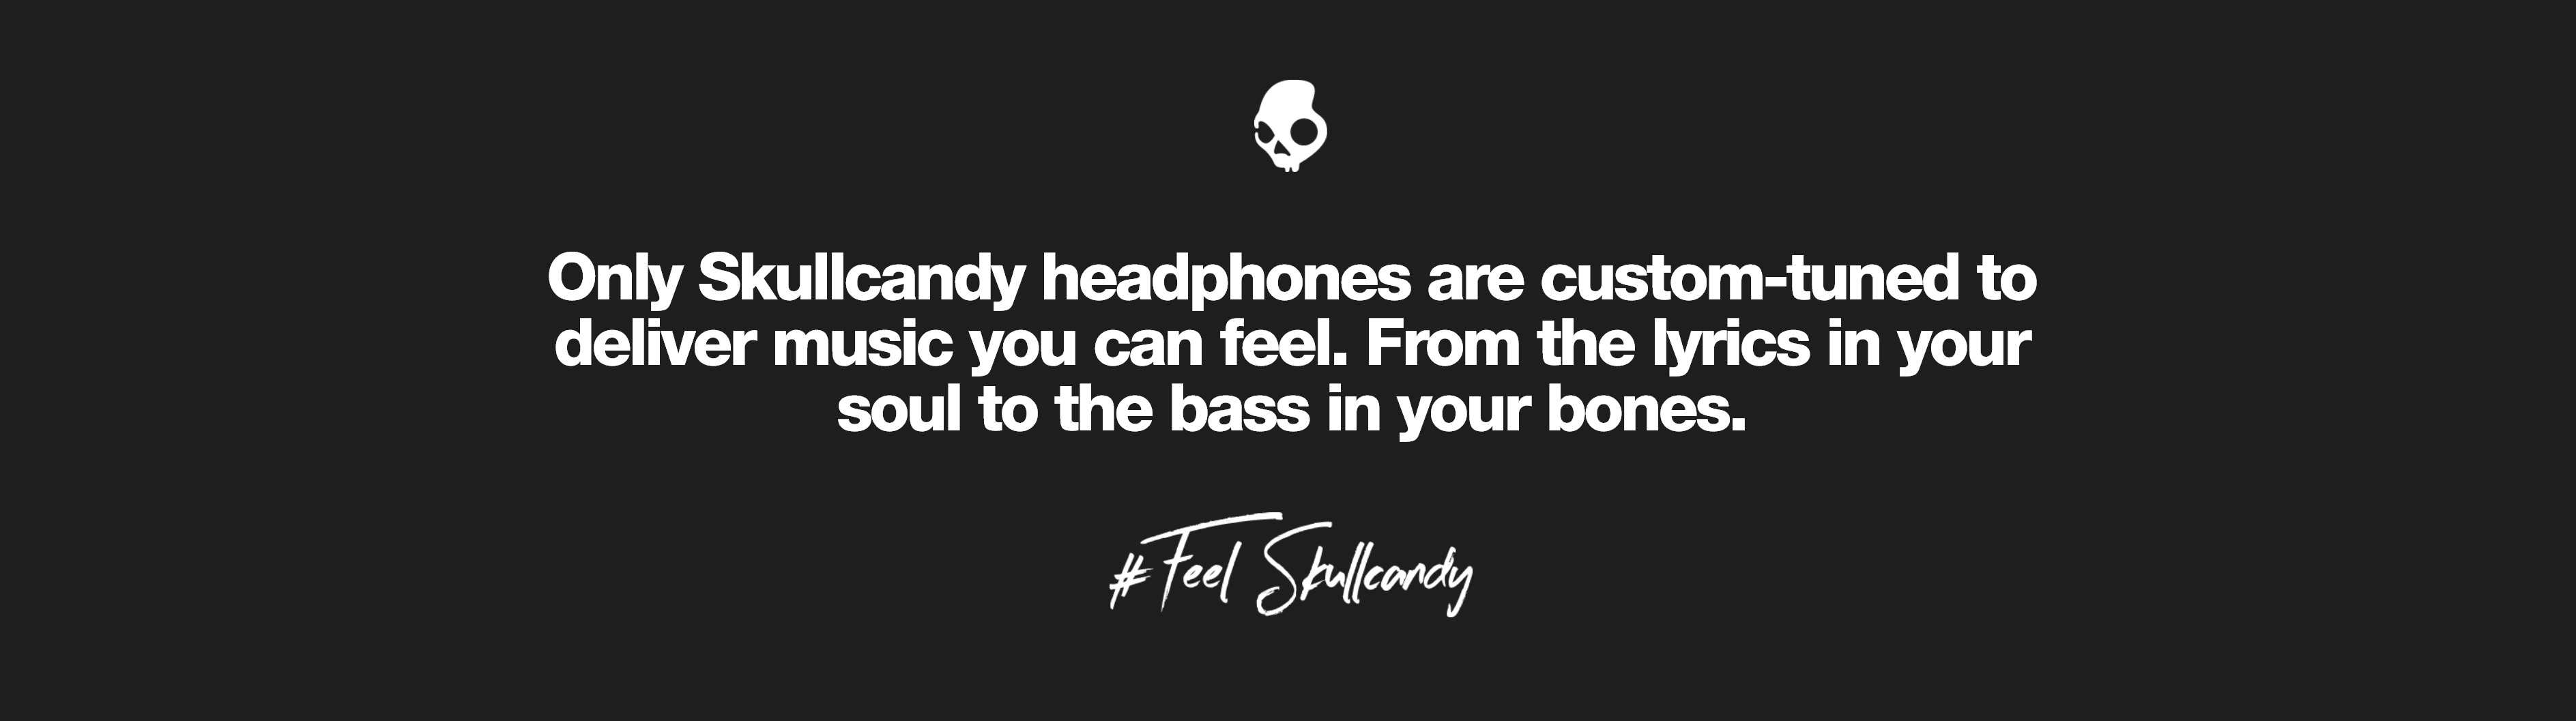 Only Skullcandy headphones are custom-tuned to
deliver music you can feel. From the lyrics in your
soul to the bass in your bones.
#Feel Skullcandy